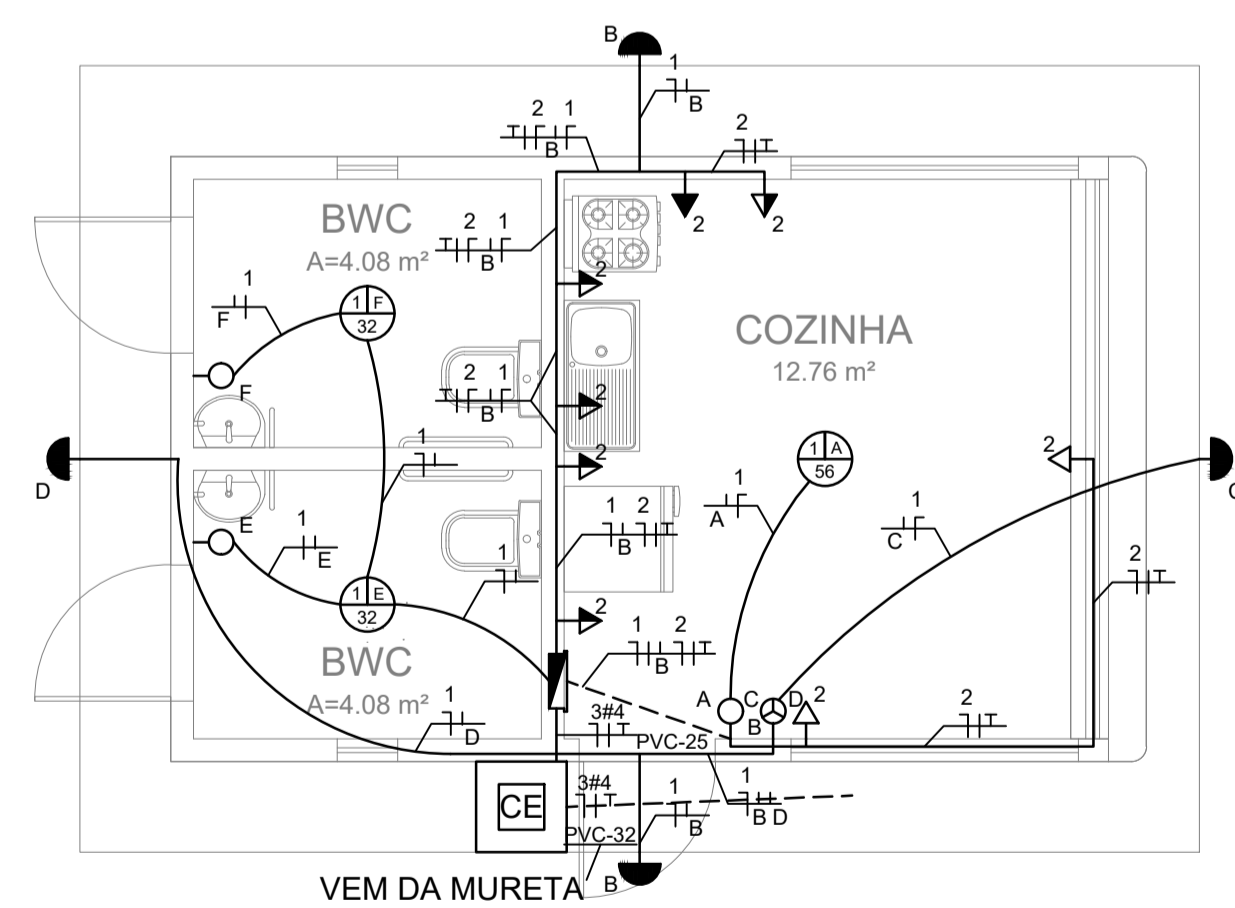 B
1
B
2 1
B
2
BWC
A=4.08 m²
2 1
B
2
2
2
1
F
1 F
32
COZINHA
12.76 m²
F
2 1
B
2
1
1 A
56
2
D
2
1
A
1
C
C
E
1
E
1 2
B
2
1
1 E
32
2
1 2
B
BWC
A=4.08 m²
A
C
D
B
2
1
D
3#4
PVC-25
2
CE
3#4
1
B
1
B D
PVC-32
VEM DA MURETA
B